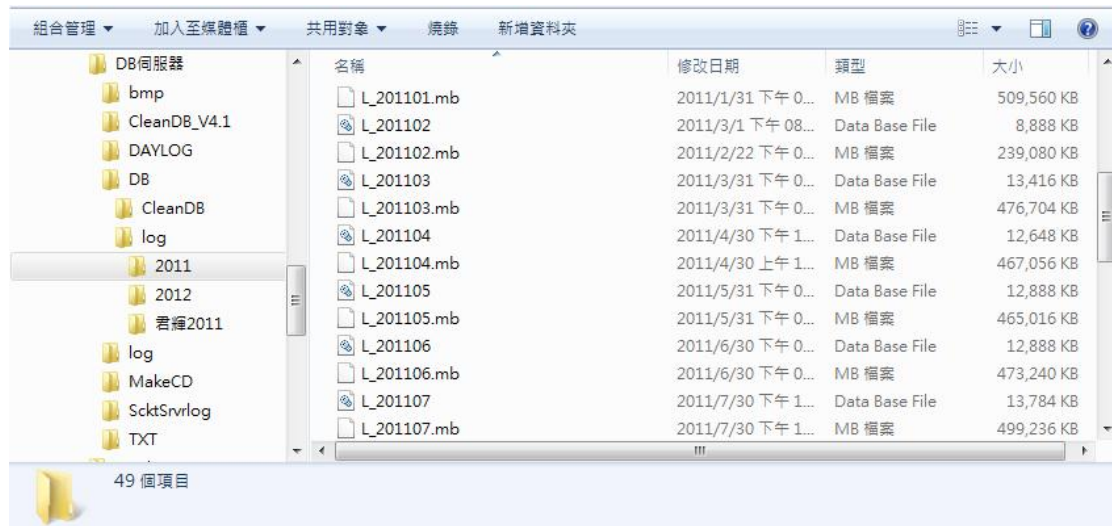 組合管理 加入至媒體櫃 共用對象 燒錄 新增資料夾
DB伺服器
bmp
CleanDB_V4.1
DAYLOG
DB
CleanDB
log
2011
2012
君輝2011
log
MakeCD
ScktSrvrlog
TXT
名稱 修改日期 類型 大小
L_201101.mb 2011/1/31 下午 0... MB 檔案 509,560 KB
L_201102 2011/3/1 下午 08... Data Base File 8,888 KB
L_201102.mb 2011/2/22 下午 0... MB 檔案 239,080 KB
L_201103 2011/3/31 下午 0... Data Base File 13,416 KB
L_201103.mb 2011/3/31 下午 0... MB 檔案 476,704 KB
L_201104 2011/4/30 下午 1... Data Base File 12,648 KB
L_201104.mb 2011/4/30 上午 1... MB 檔案 467,056 KB
L_201105 2011/5/31 下午 0... Data Base File 12,888 KB
L_201105.mb 2011/5/31 下午 0... MB 檔案 465,016 KB
L_201106 2011/6/30 下午 0... Data Base File 12,888 KB
L_201106.mb 2011/6/30 下午 0... MB 檔案 473,240 KB
L_201107 2011/7/30 下午 1... Data Base File 13,784 KB
L_201107.mb 2011/7/30 下午 1... MB 檔案 499,236 KB
49 個項目